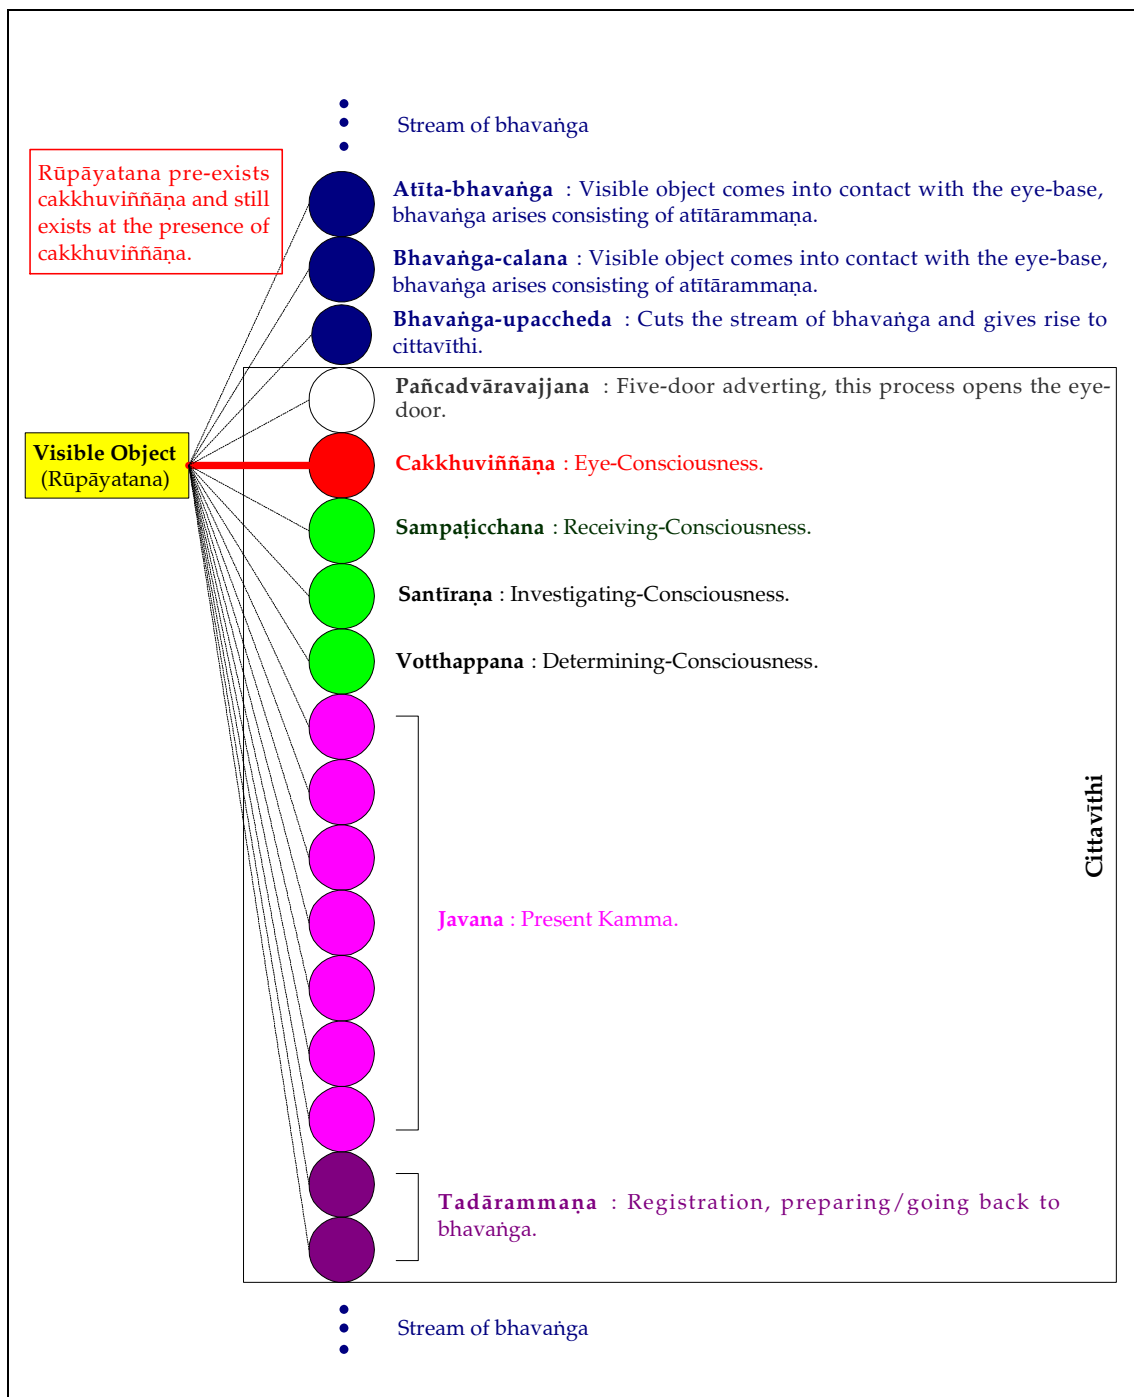 Stream of bhavaṅga
Rūpāyatana pre-exists
cakkhuviññāṇa and still
exists at the presence of
cakkhuviññāṇa.
Atīta-bhavaṅga : Visible object comes into contact with the eye-base,
bhavaṅga arises consisting of atītārammaṇa.
Bhavaṅga-calana : Visible object comes into contact with the eye-base,
bhavaṅga arises consisting of atītārammaṇa.
Bhavaṅga-upaccheda : Cuts the stream of bhavaṅga and gives rise to
cittavīthi.
Pañcadvāravajjana : Five-door adverting, this process opens the eye-
door.
Visible Object
(Rūpāyatana)
Cakkhuviññāṇa : Eye-Consciousness.
Sampaṭicchana : Receiving-Consciousness.
Santīraṇa : Investigating-Consciousness.
Votthappana : Determining-Consciousness.
Cittavīthi
Javana : Present Kamma.
Tadārammaṇa : Registration, preparing/going back to
bhavaṅga.
Stream of bhavaṅga